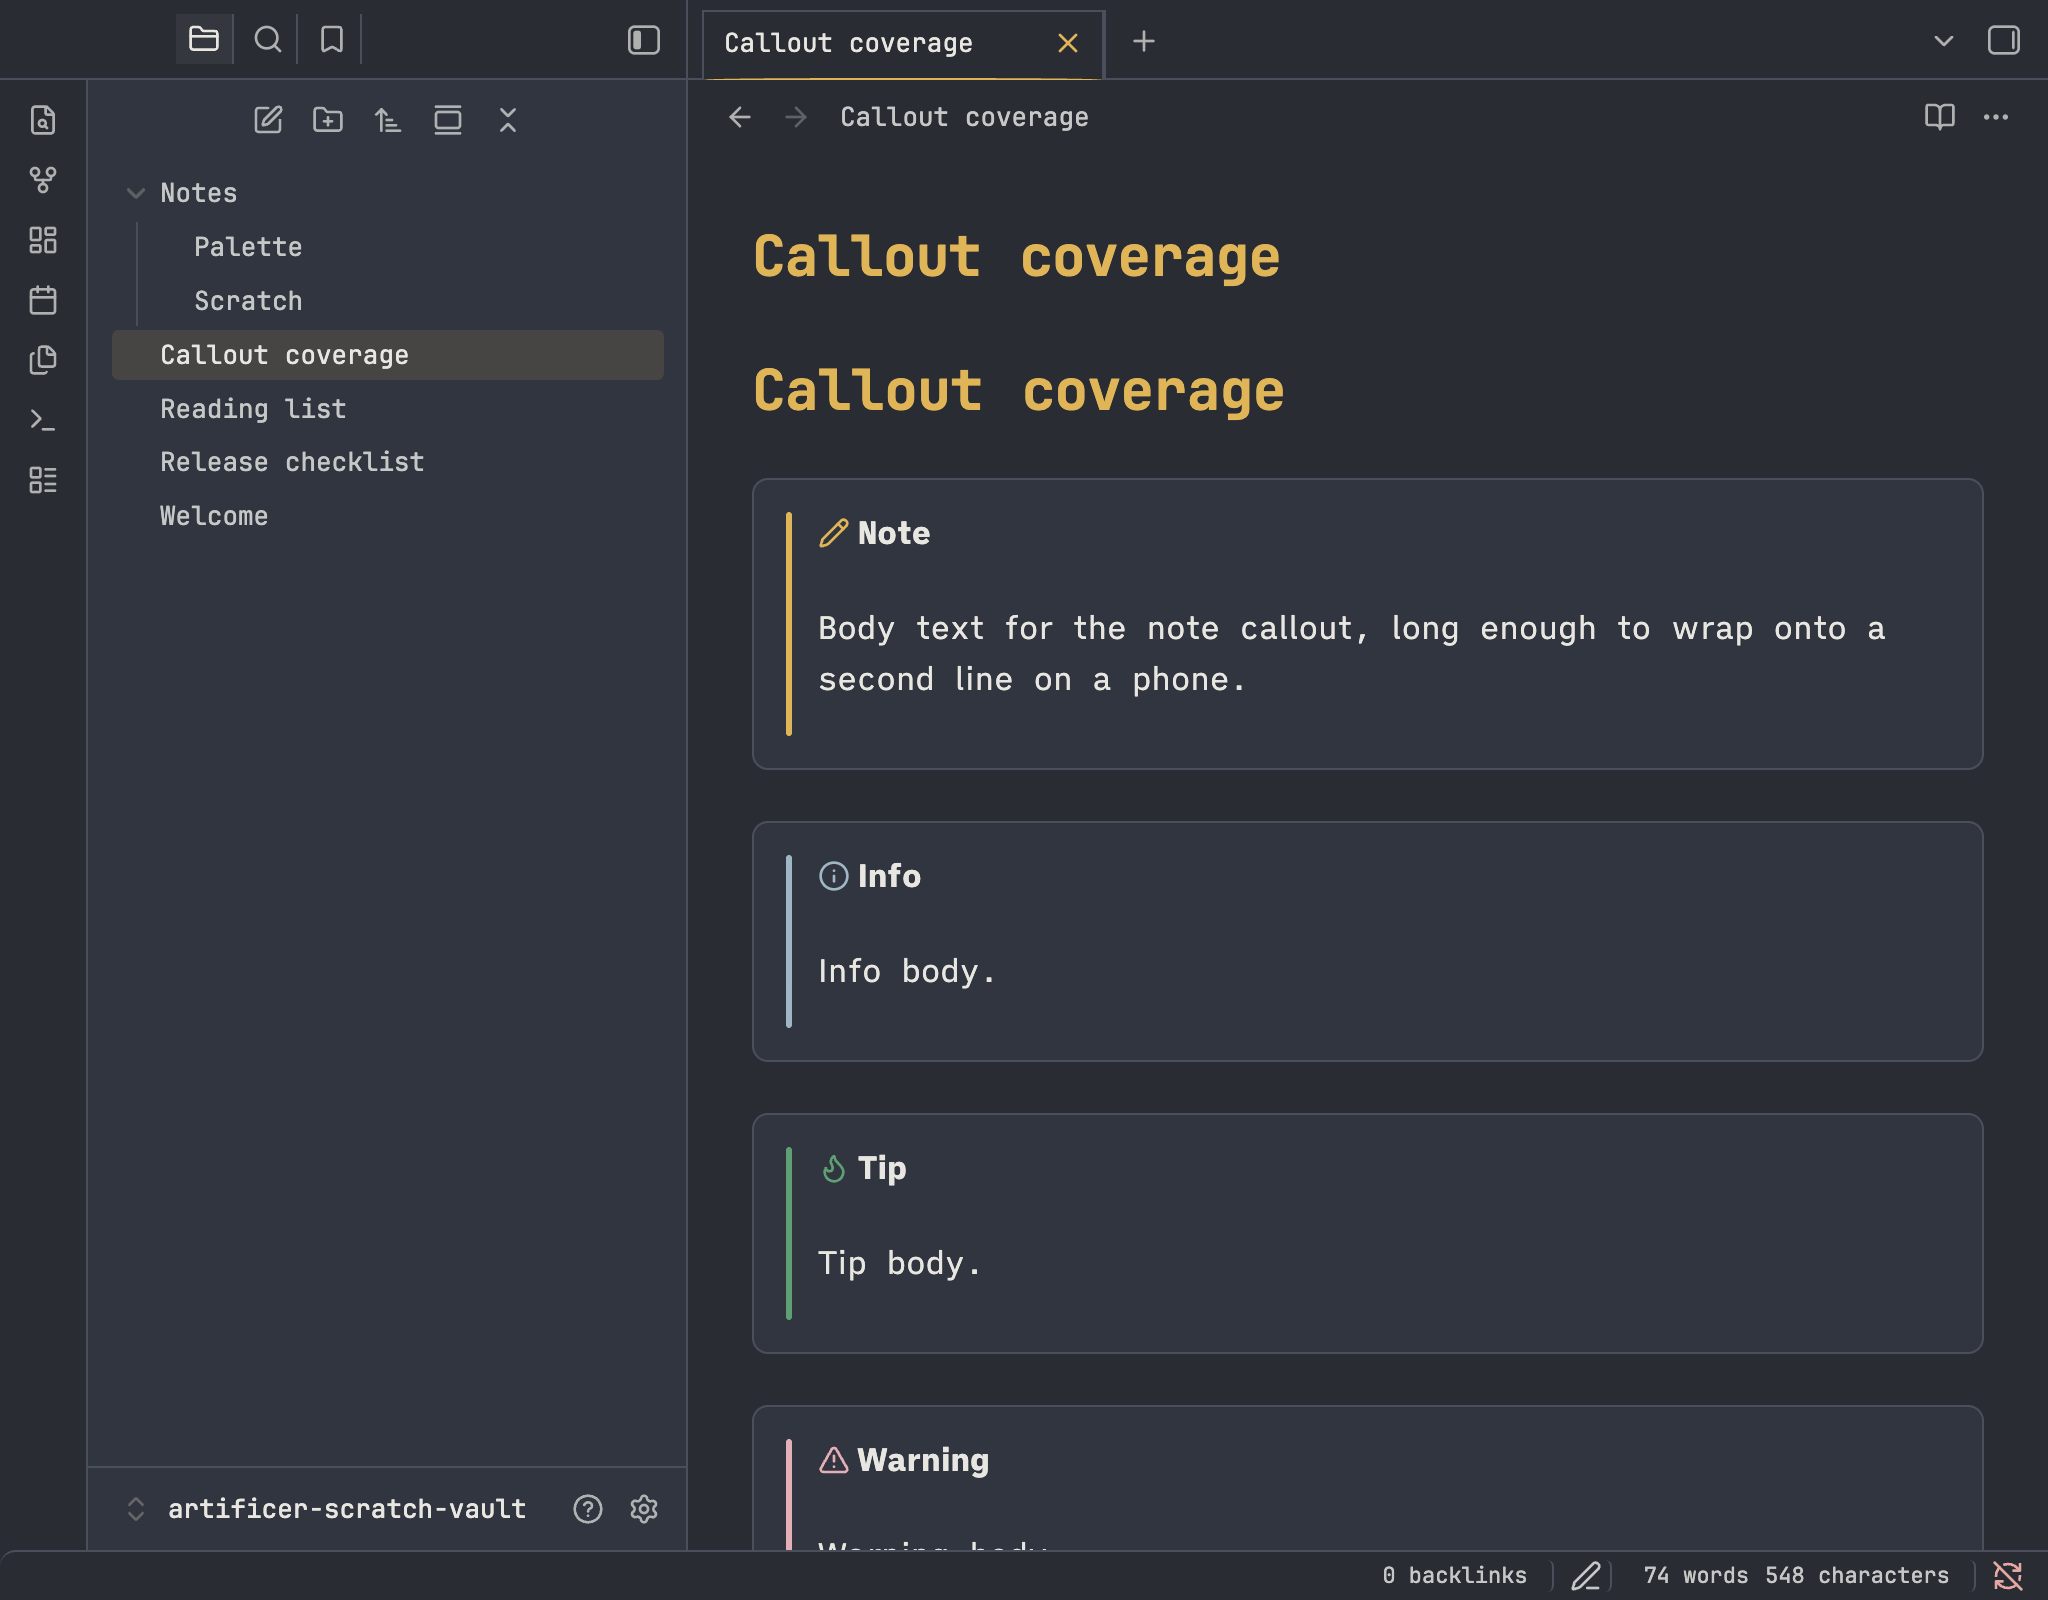 Callout coverage
Callout coverage
Notes
Palette
Scratch
Callout coverage
Reading list
Release checklist
Welcome
artificer-scratch-vault
Callout coverage
Callout coverage
Note
Body text for the note callout, long enough to wrap onto a
second line on a phone.
Info
Info body.
Tip
Tip body.
Warning
Warning body.
0 backlinks
74 words 548 characters